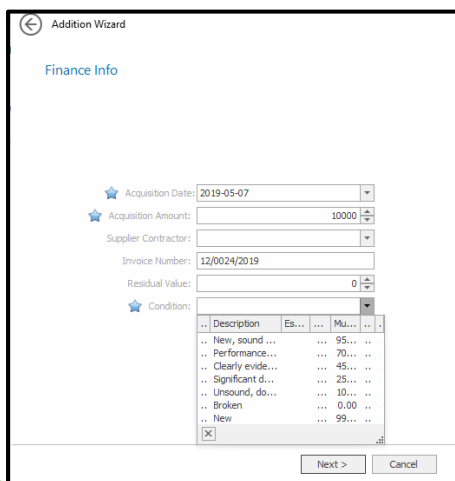 Addition Wizard
Finance Info
Acquisition Date: 2019-05-07
Acquisition Amount: 10000
Supplier Contractor:
Invoice Number: 12/0024/2019
Residual Value: 0
Condition:
.. Description Es... ... Mu... .. .
.. New, sound ... ... 95... ..
.. Performance... ... 70... ..
.. Clearly evide... ... 45... ..
.. Significant d... ... 25... ..
.. Unsound, do... ... 10... ..
.. Broken ... 0.00 ..
.. New ... 99... ..
Next > Cancel